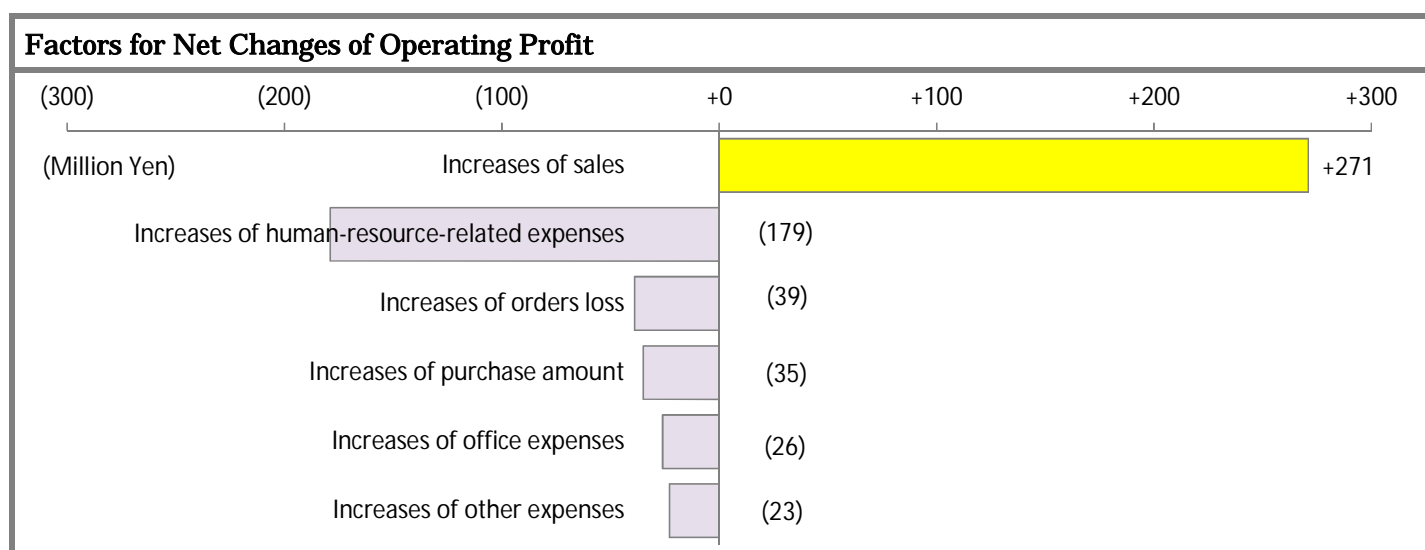 Factors for Net Changes of Operating Profit
(300) (200) (100) +0 +100 +200 +300
(Million Yen) Increases of sales +271
Increases of human-resource-related expenses (179)
Increases of orders loss (39)
Increases of purchase amount (35)
Increases of office expenses (26)
Increases of other expenses (23)